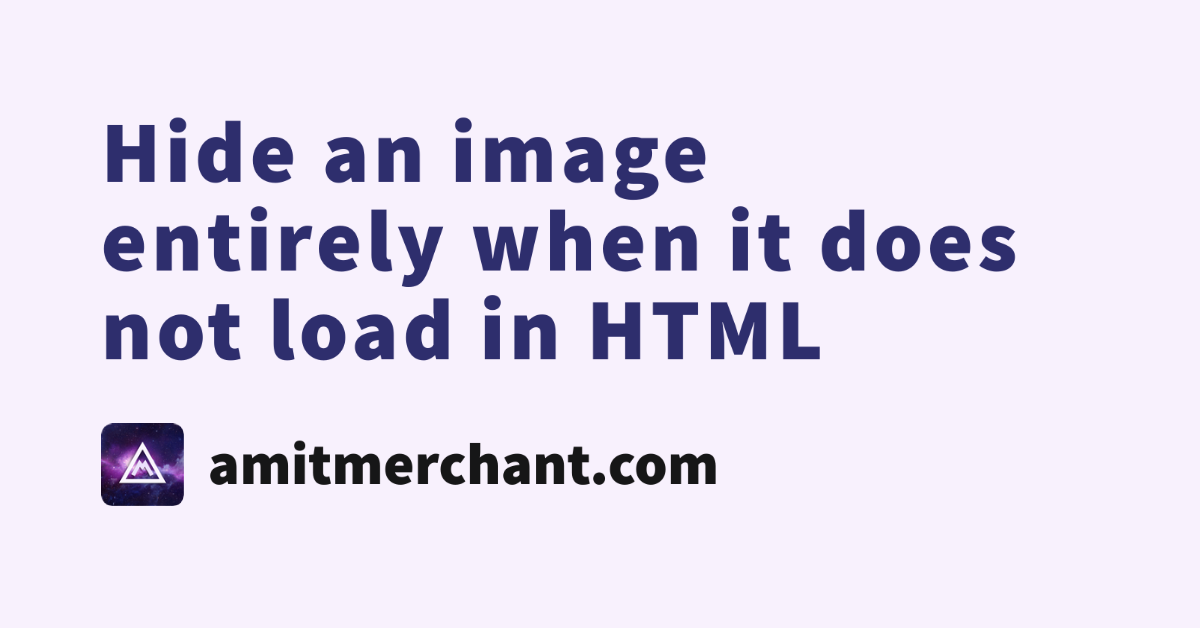 Hide an image
entirely when it does
not load in HTML
amitmerchant.com